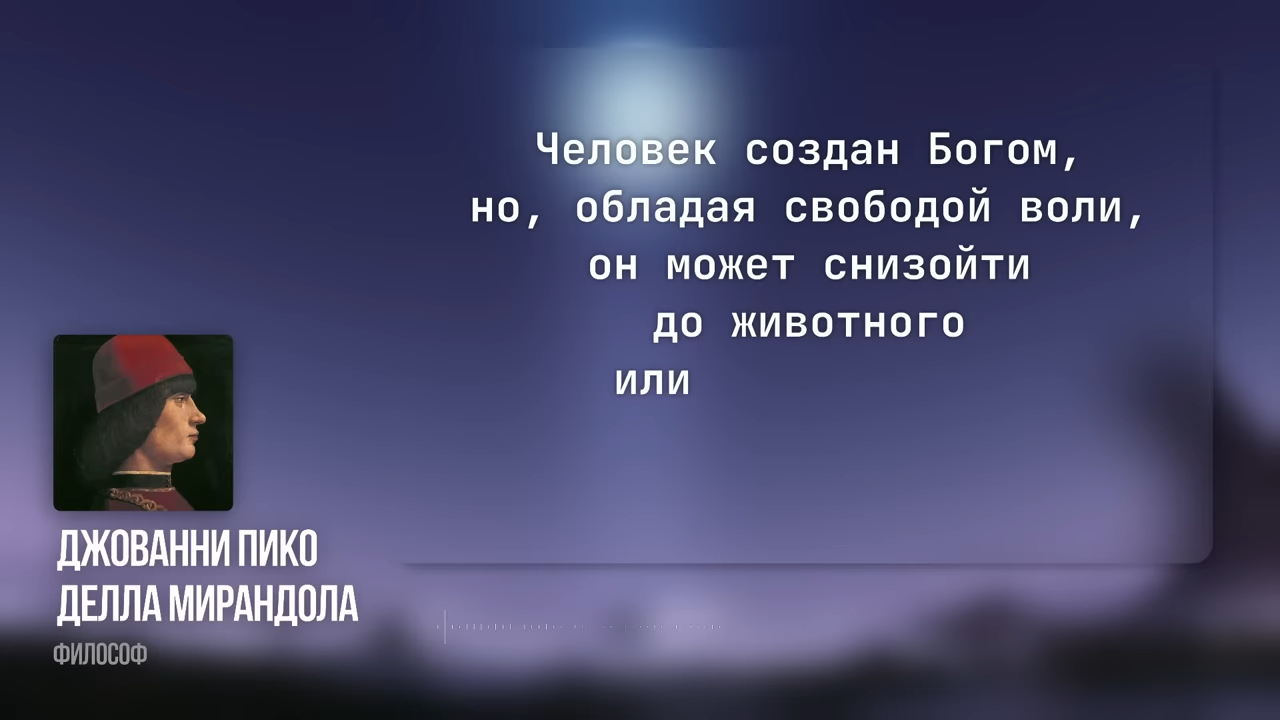 Человек создан Богом,
но, обладая свободой воли,
он может снизойти
до животного
или
ДЖОВАННИ ПИКО
ДЕЛЛА МИРАНДОЛА
ФИЛОСОФ